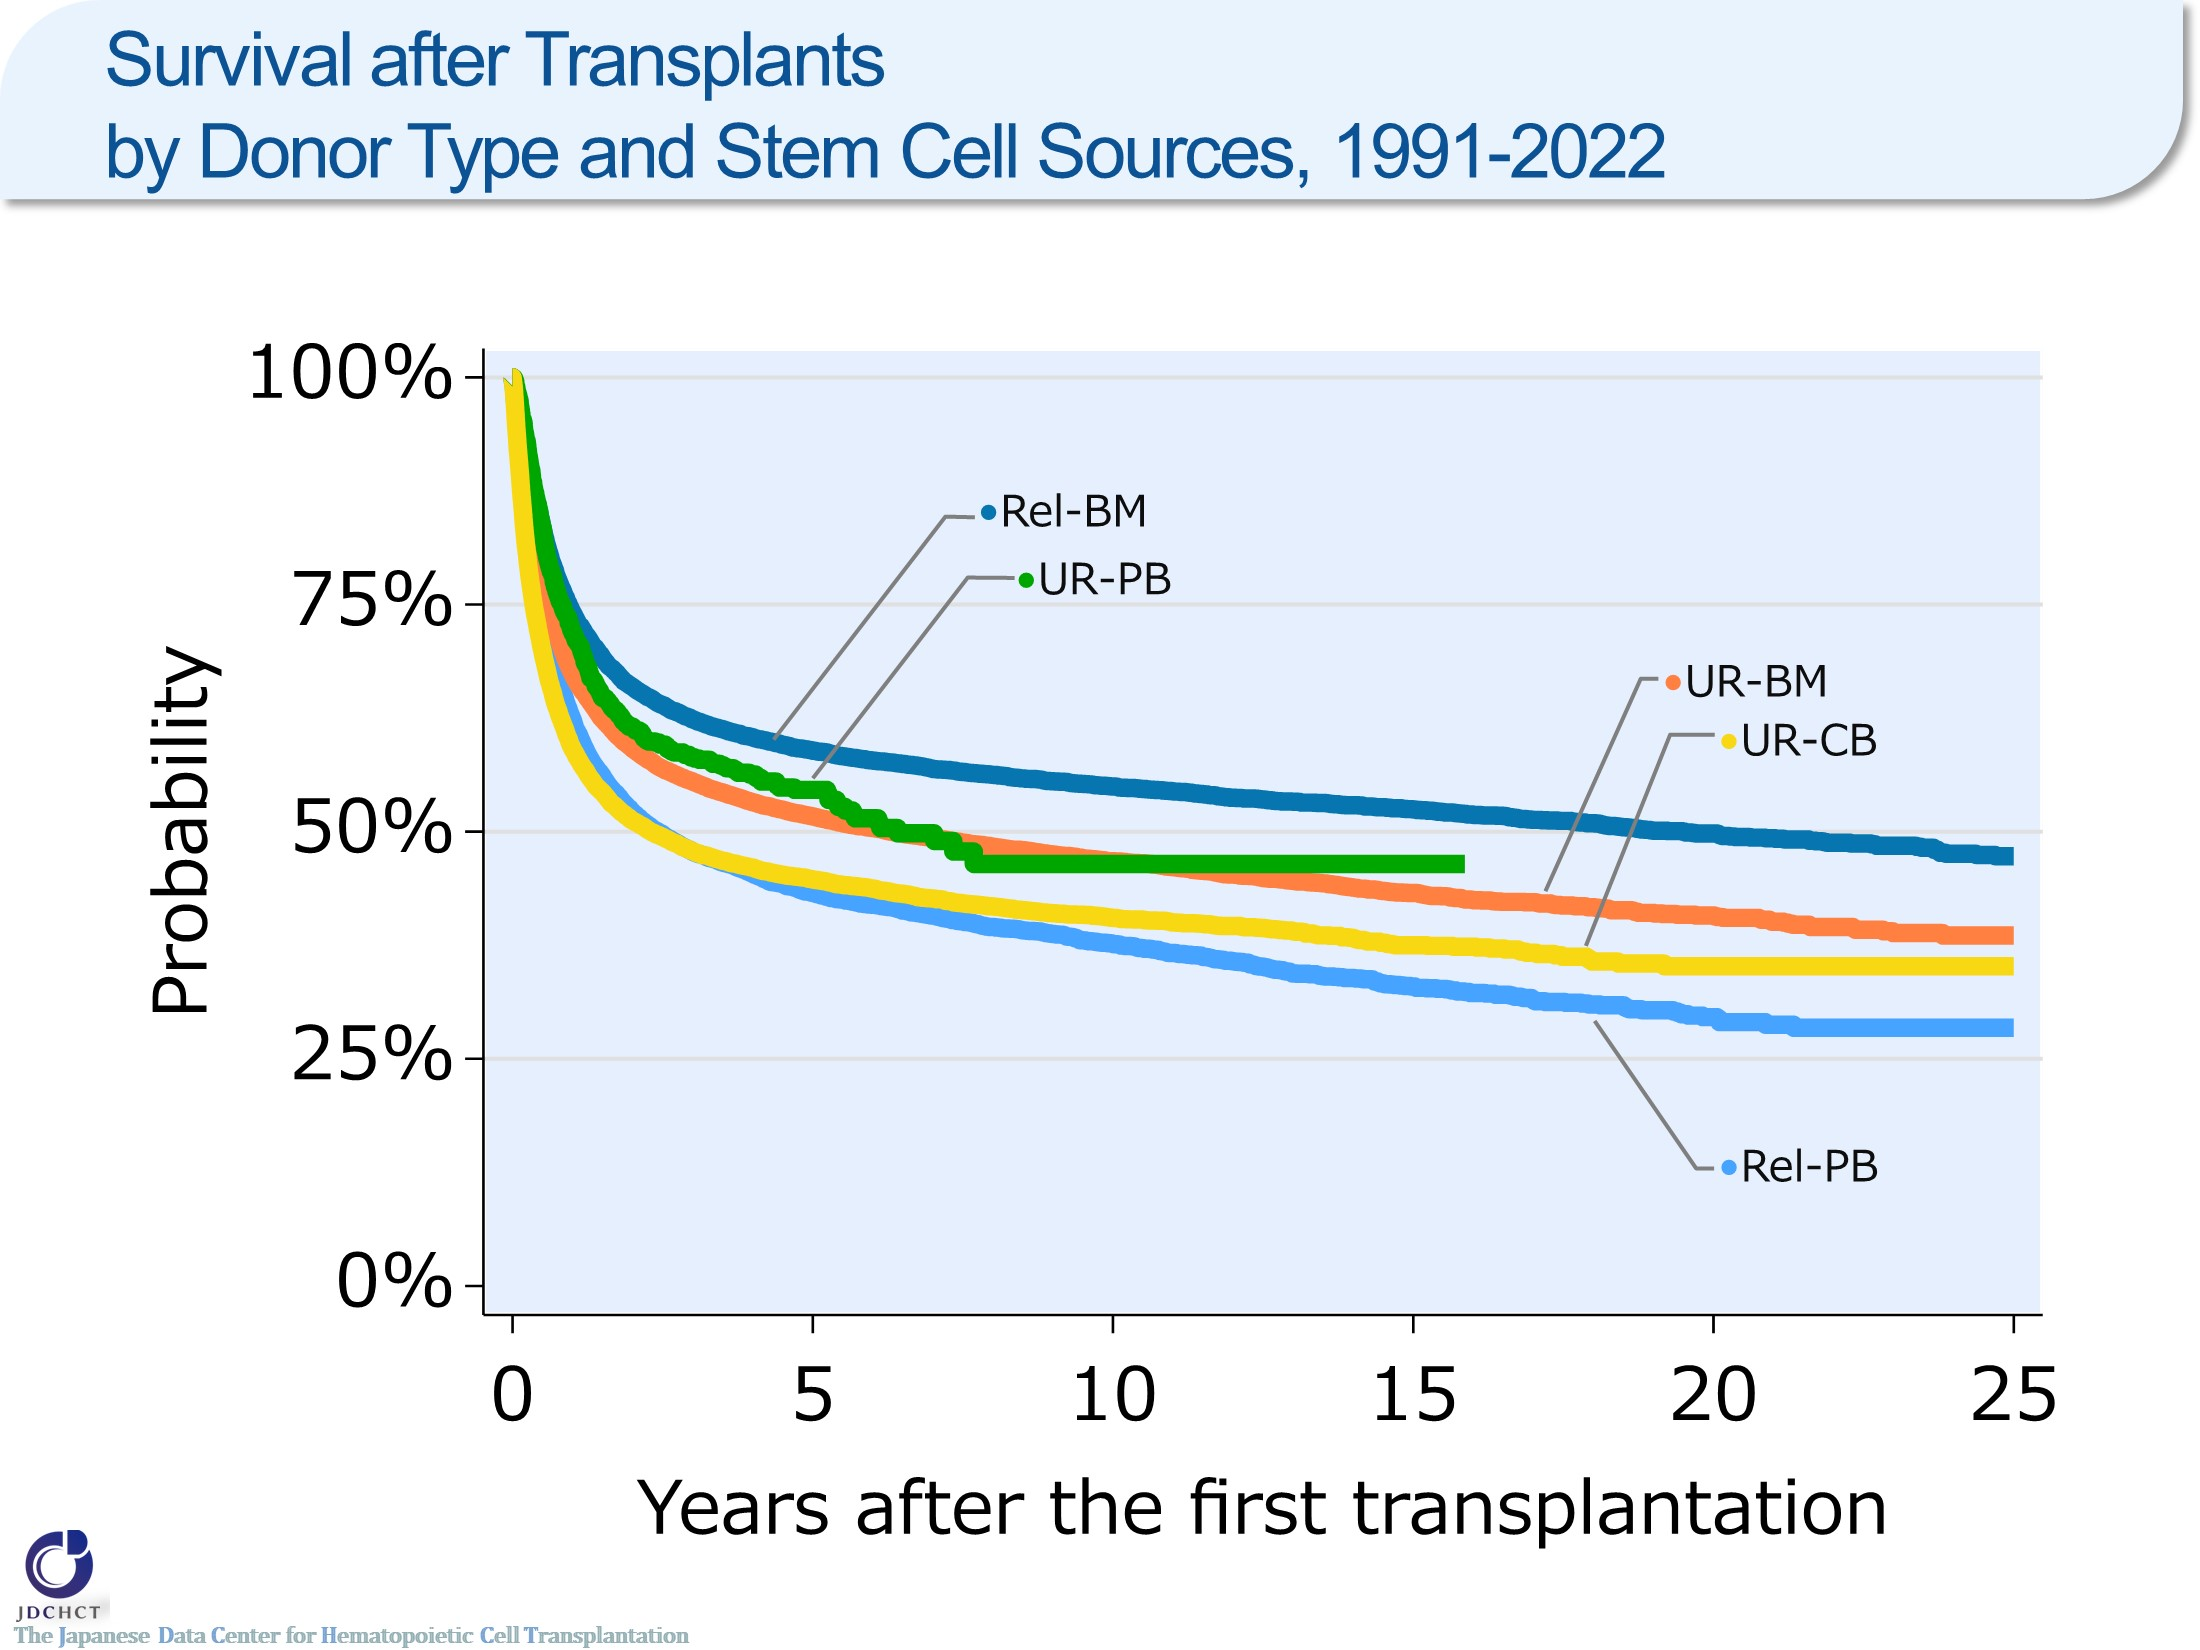 Survival after Transplants
by Donor Type and Stem Cell Sources, 1991-2022
100%
75%
50%
25%
0%
Probability
Rel-BM
UR-PB
UR-BM
UR-CB
Rel-PB
0 5 10 15 20 25
Years after the first transplantation
JDCHCT
The Japanese Data Center for Hematopoietic Cell Transplantation